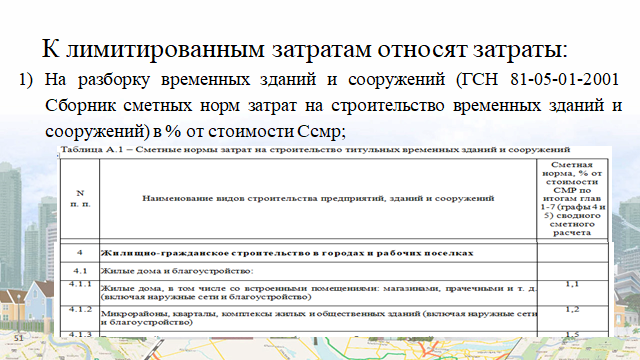 К лимитированным затратам относят затраты:
1) На разборку временных зданий и сооружений (ГСН 81-05-01-2001
Сборник сметных норм затрат на строительство временных зданий и
сооружений) в % от стоимости Ссмр;
Таблица А.1 – Сметные нормы затрат на строительство титульных временных зданий и сооружений
N
п. п.
Наименование видов строительства предприятий, зданий и сооружений
Сметная
норма, % от
стоимости
СМР по
итогам глав
1-7 (графы 4 и
5) сводного
сметного
расчета
4 Жилищно-гражданское строительство в городах и рабочих поселках
4.1 Жилые дома и благоустройство:
4.1.1 Жилые дома, в том числе со встроенными помещениями: магазинами, прачечными и т. д. 1,1
(включая наружные сети и благоустройство)
4.1.2 Микрорайоны, кварталы, комплексы жилых и общественных зданий (включая наружные сети 1,2
и благоустройство)
4.1.3 1,5
51